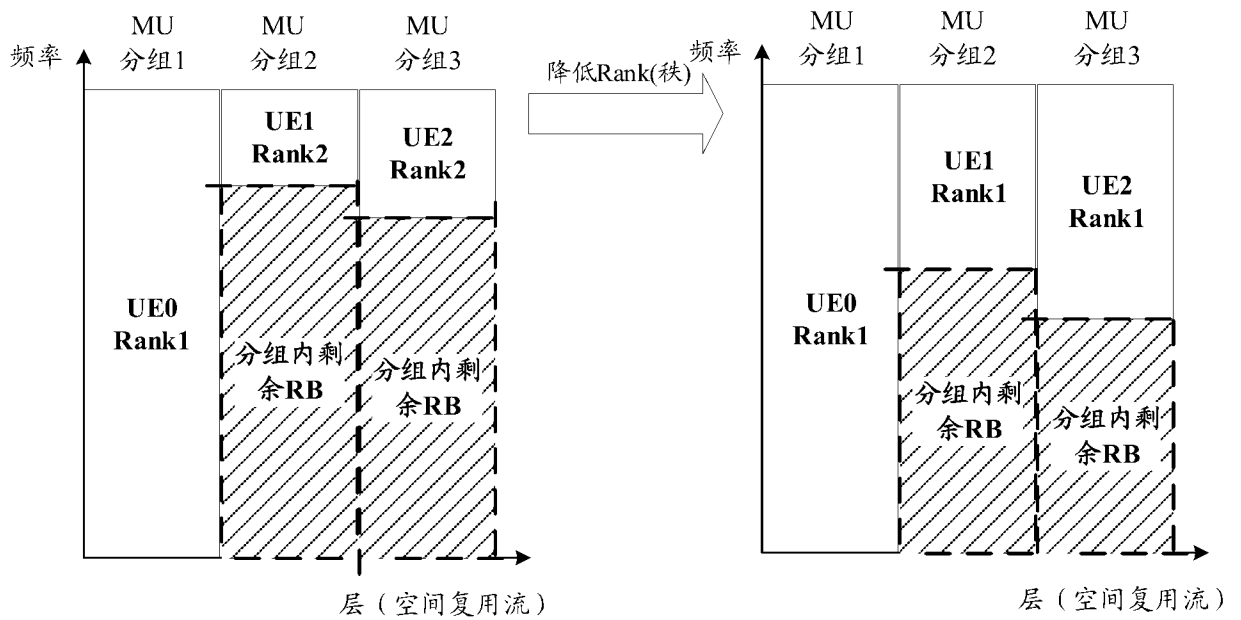 MU
分组1
MU
分组2
MU
分组3
频率
UE0
Rank1
UE1
Rank2
UE2
Rank2
分组内剩
余RB
分组内剩
余RB
层（空间复用流）
降低Rank(秩)
MU
分组1
MU
分组2
MU
分组3
频率
UE0
Rank1
UE1
Rank1
UE2
Rank1
分组内剩
余RB
分组内剩
余RB
层（空间复用流）